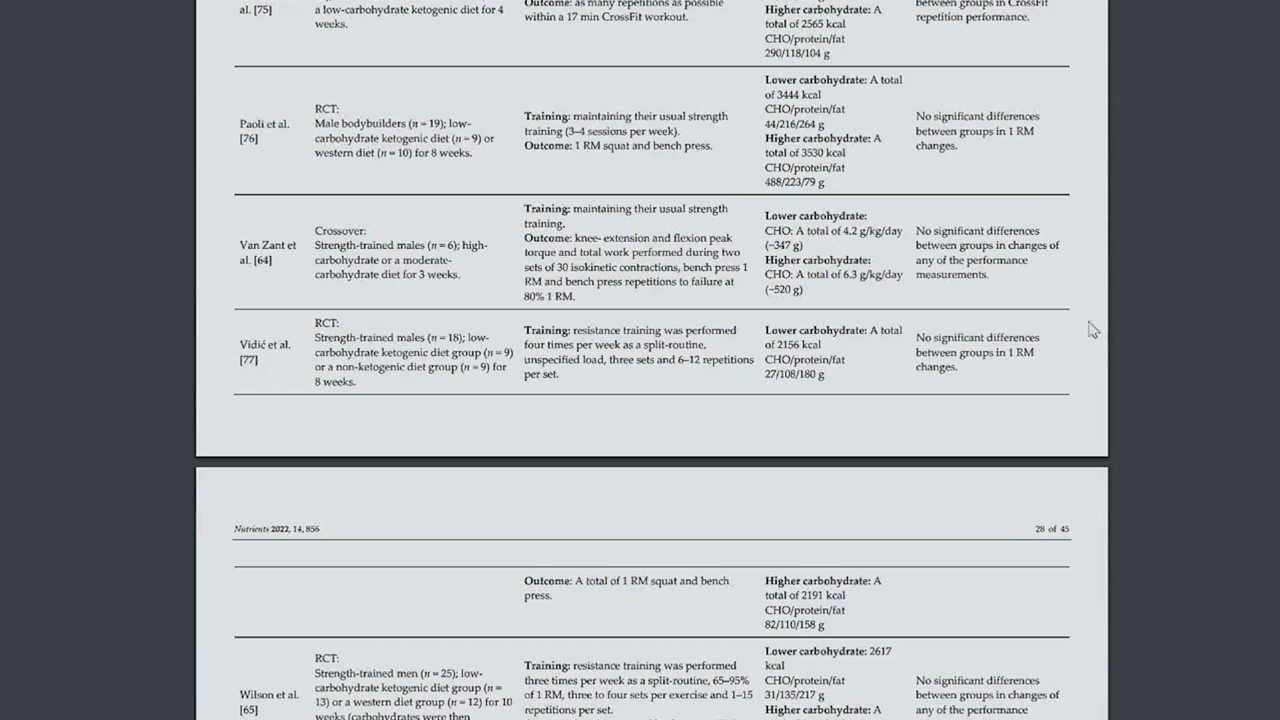 al. [75]
a low-carbohydrate ketogenic diet for 4
weeks.
Outcome: as many repetitions as possible
within a 17 min CrossFit workout.
Higher carbohydrate: A
total of 2565 kcal
CHO/protein/fat
290/118/104 g
between groups in CrossFit
repetition performance.
Paoli et al.
[76]
RCT:
Male bodybuilders (n = 19); low-
carbohydrate ketogenic diet (n = 9) or
western diet (n = 10) for 8 weeks.
Training: maintaining their usual strength
training (3–4 sessions per week).
Outcome: 1 RM squat and bench press.
Lower carbohydrate: A total
of 3444 kcal
CHO/protein/fat
44/216/264 g
Higher carbohydrate: A
total of 3530 kcal
CHO/protein/fat
488/223/79 g
No significant differences
between groups in 1 RM
changes.
Van Zant et
al. [64]
Crossover:
Strength-trained males (n = 6); high-
carbohydrate or a moderate-
carbohydrate diet for 3 weeks.
Training: maintaining their usual strength
training.
Outcome: knee- extension and flexion peak
torque and total work performed during two
sets of 30 isokinetic contractions, bench press 1
RM and bench press repetitions to failure at
80% 1 RM.
Lower carbohydrate:
CHO: A total of 4.2 g/kg/day
(~347 g)
Higher carbohydrate:
CHO: A total of 6.3 g/kg/day
(~520 g)
No significant differences
between groups in changes of
any of the performance
measurements.
Vidić et al.
[77]
RCT:
Strength-trained males (n = 18); low-
carbohydrate ketogenic diet group (n = 9)
or a non-ketogenic diet group (n = 9) for
8 weeks.
Training: resistance training was performed
four times per week as a split-routine,
unspecified load, three sets and 6–12 repetitions
per set.
Lower carbohydrate: A total
of 2156 kcal
CHO/protein/fat
27/108/180 g
No significant differences
between groups in 1 RM
changes.
Nutrients 2022, 14, 856
28 of 45
Outcome: A total of 1 RM squat and bench
press.
Higher carbohydrate: A
total of 2191 kcal
CHO/protein/fat
82/110/158 g
Wilson et al.
[65]
RCT:
Strength-trained men (n = 25); low-
carbohydrate ketogenic diet group (n =
13) or a western diet group (n = 12) for 10
weeks (carbohydrates were then
Training: resistance training was performed
three times per week as a split-routine, 65–95%
of 1 RM, three to four sets per exercise and 1–15
repetitions per set.
Lower carbohydrate: 2617
kcal
CHO/protein/fat
31/135/217 g
Higher carbohydrate: A
No significant differences
between groups in changes of
any of the performance